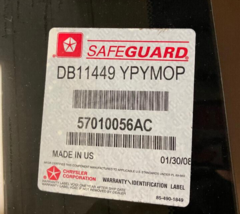 SAFEGUARD
DB11449 YPYMOP
57010056AC
MADE IN US
01/30/08
CHRYSLER
CORPORATION
WARRANTY-IDENTIFICATION LABEL